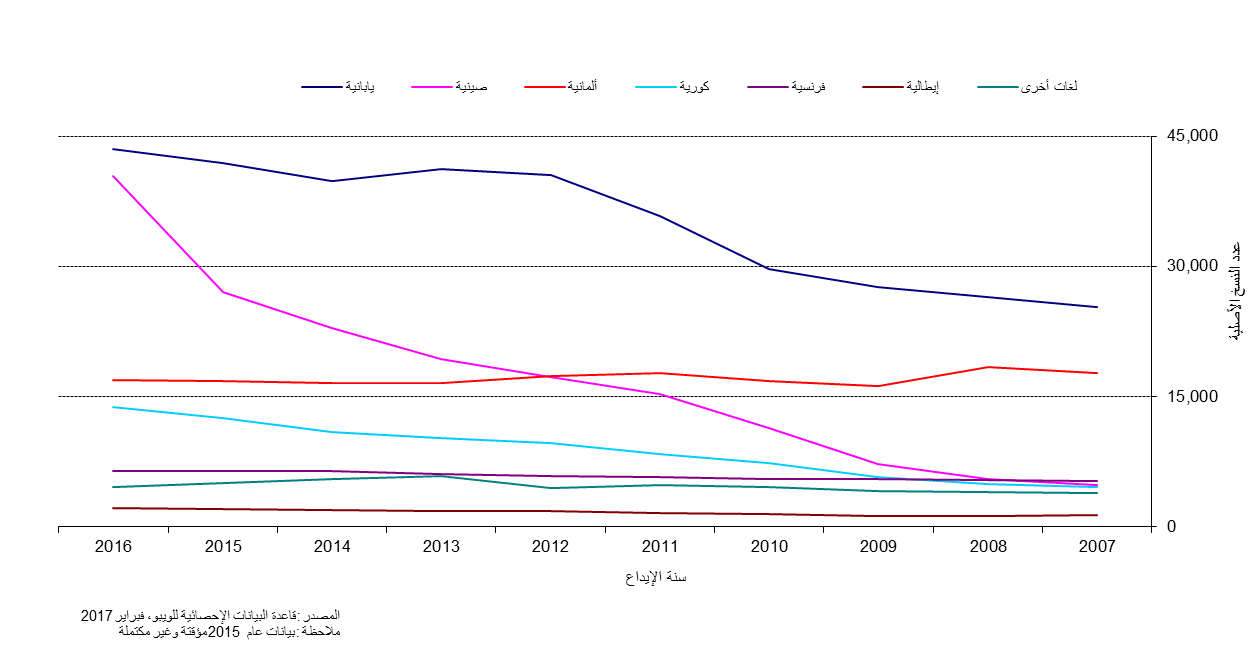 يابانية صينية ألمانية كورية فرنسية إيطالية لغات أخرى
45,000
30,000
15,000
0
عدد النسخ الأصلية
2016 2015 2014 2013 2012 2011 2010 2009 2008 2007
سنة الإيداع
المصدر :قاعدة البيانات الإحصائية للويبو، فبراير 2017
ملاحظة :بيانات عام 2015مؤقتة وغير مكتملة